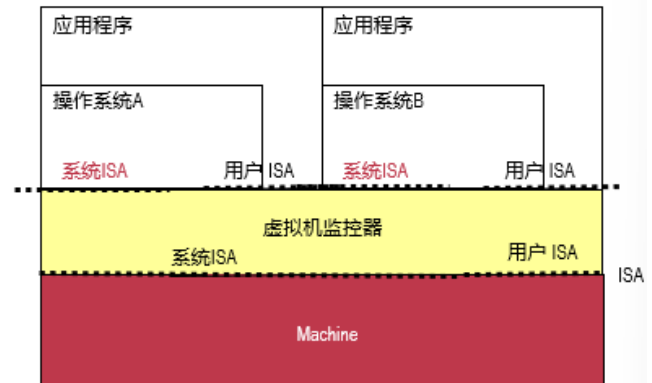 应用程序 应用程序
操作系统A 操作系统B
系统ISA 用户 ISA 系统ISA 用户 ISA
虚拟机监控器
系统ISA 用户 ISA
ISA
Machine